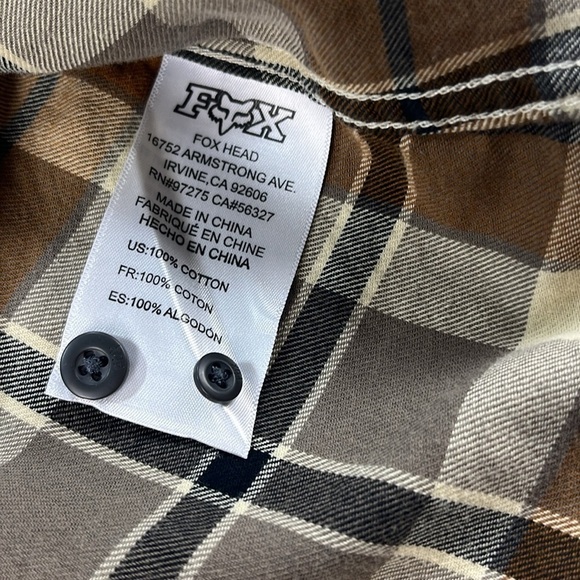 FOX
FOX HEAD
16752 ARMSTRONG AVE.
IRVINE,CA 92606
RN#97275 CA#56327
MADE IN CHINA
FABRIQUÉ EN CHINE
HECHO EN CHINA
US:100% COTTON
FR:100% COTON
ES:100% ALGODÓN